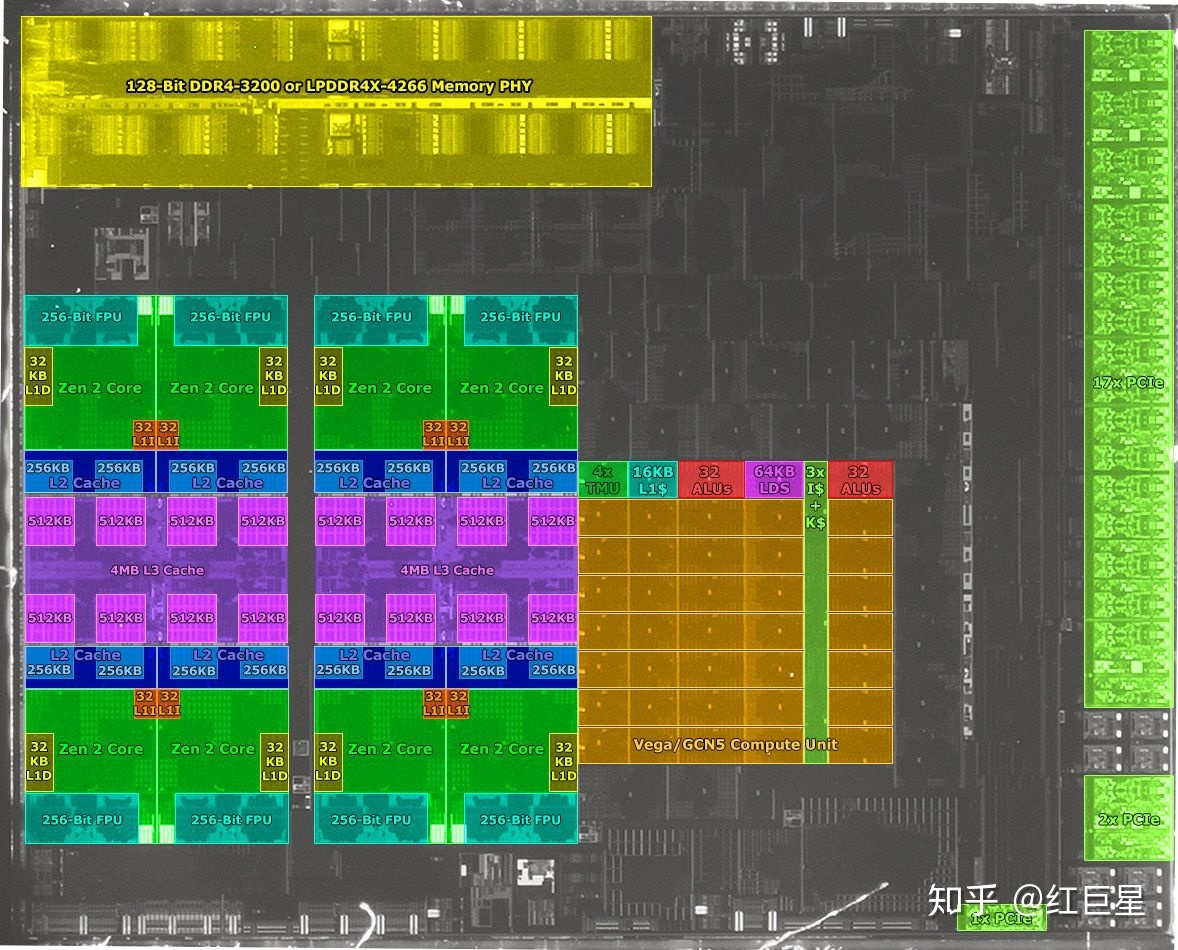 128-Bit DDR4-3200 or LPDDR4X-4266 Memory PHY
256-Bit FPU 256-Bit FPU 256-Bit FPU 256-Bit FPU
32 KB L1D Zen 2 Core Zen 2 Core 32 KB L1D 32 KB L1D Zen 2 Core Zen 2 Core 32 KB L1D
17x PCIe
32 L1I 32 L1I 32 L1I 32 L1I
256KB 256KB 256KB 256KB 256KB 256KB 256KB 256KB
L2 Cache L2 Cache L2 Cache L2 Cache
4x TMU
16KB L1$
32 ALUs
64KB LDS
3x I$ + K$
32 ALUs
512KB 512KB 512KB 512KB 512KB 512KB 512KB 512KB
4MB L3 Cache 4MB L3 Cache
512KB 512KB 512KB 512KB 512KB 512KB 512KB 512KB
L2 Cache L2 Cache L2 Cache L2 Cache
256KB 256KB 256KB 256KB 256KB 256KB 256KB 256KB
32 L1I 32 L1I 32 L1I 32 L1I
32 KB L1D Zen 2 Core Zen 2 Core 32 KB L1D 32 KB L1D Zen 2 Core Zen 2 Core 32 KB L1D
Vega/GCN5 Compute Unit
256-Bit FPU 256-Bit FPU 256-Bit FPU 256-Bit FPU
2x PCIe
1x PCIe
知乎 @红巨星